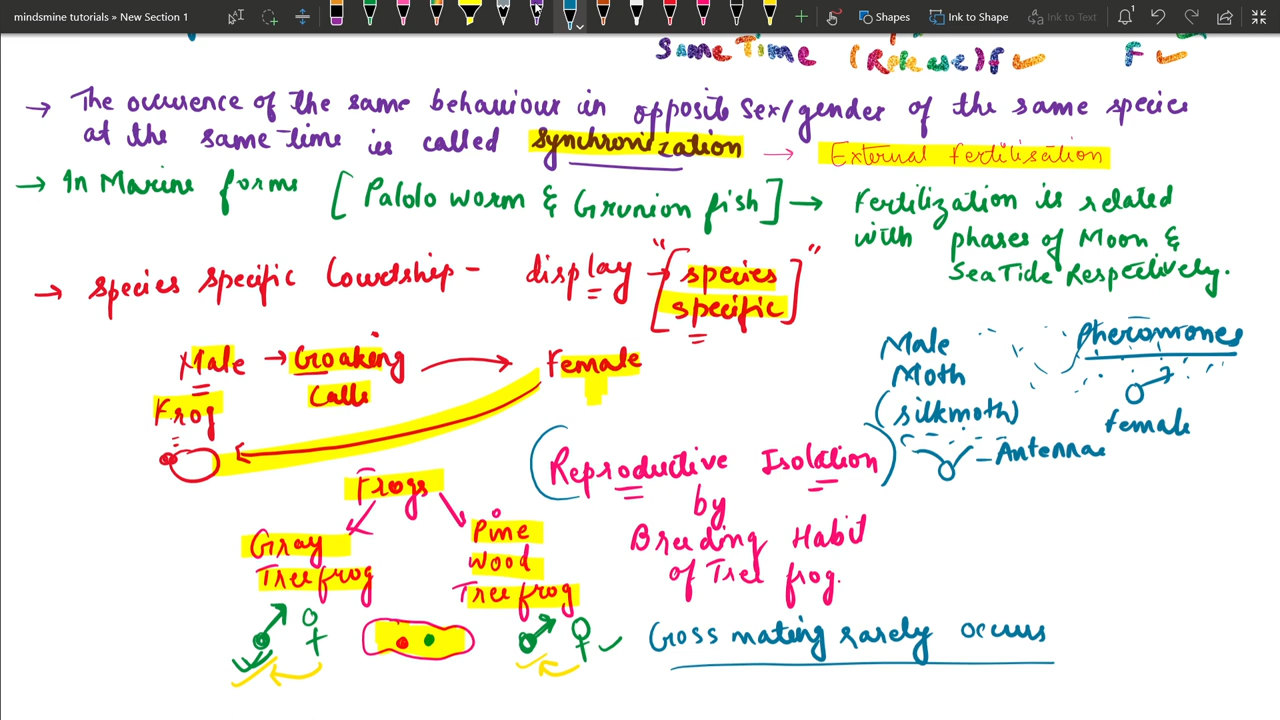 mindsmine tutorials » New Section 1
Shapes
Ink to Shape
Ink to Text
Same Time (Release)
F
→ The occurence of the same behaviour in opposite sex/gender of the same species
at the same time is called synchronization → External fertilisation
→ In Marine forms [Palolo worm & Grunion fish] → Fertilization is related
with phases of Moon &
Sea Tide Respectively.
→ species specific Courtship - display → "[species
specific]"
Male → Croaking
Calls
Female
Frog
Male
Moth
(silkmoth)
Pheromones
Female
- Antennae
(Reproductive Isolation)
by
Breeding Habit
of Tree frog.
Frogs
Gray
Treefrog
Pine
Wood
Treefrog
Cross mating rarely occurs